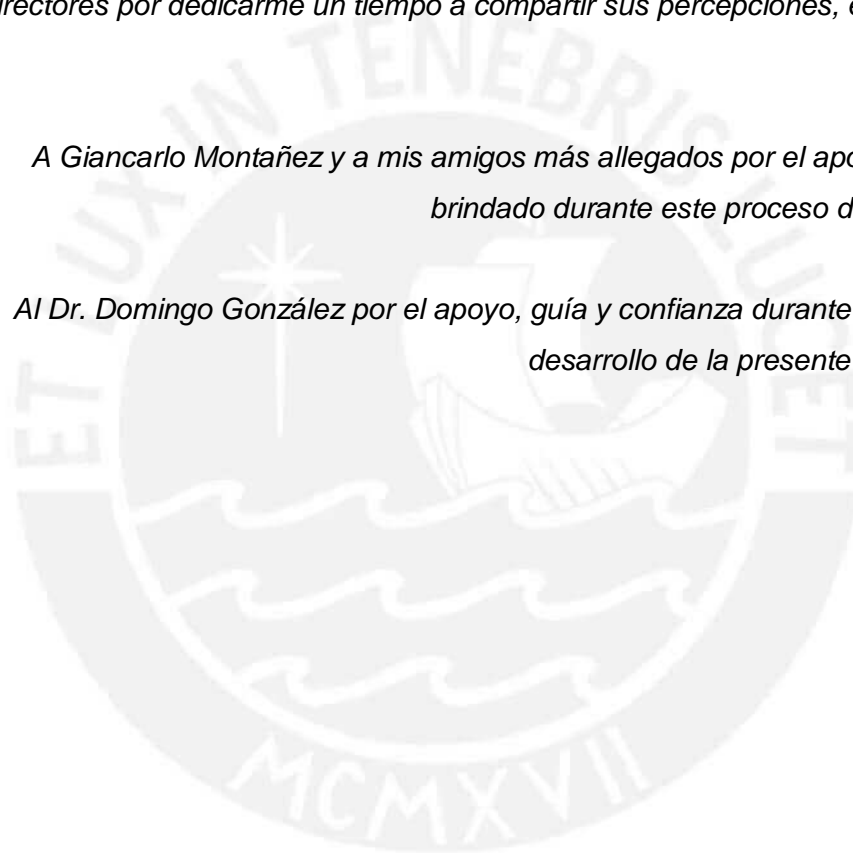 directores por dedicarme un tiempo a compartir sus percepciones,
A Giancarlo Montañez y a mis amigos más allegados por el
brindado durante este proceso
Al Dr. Domingo González por el apoyo, guía y confianza durante
desarrollo de la presente
ET LUX IN TENEBRIS LUCET
MCMXVII